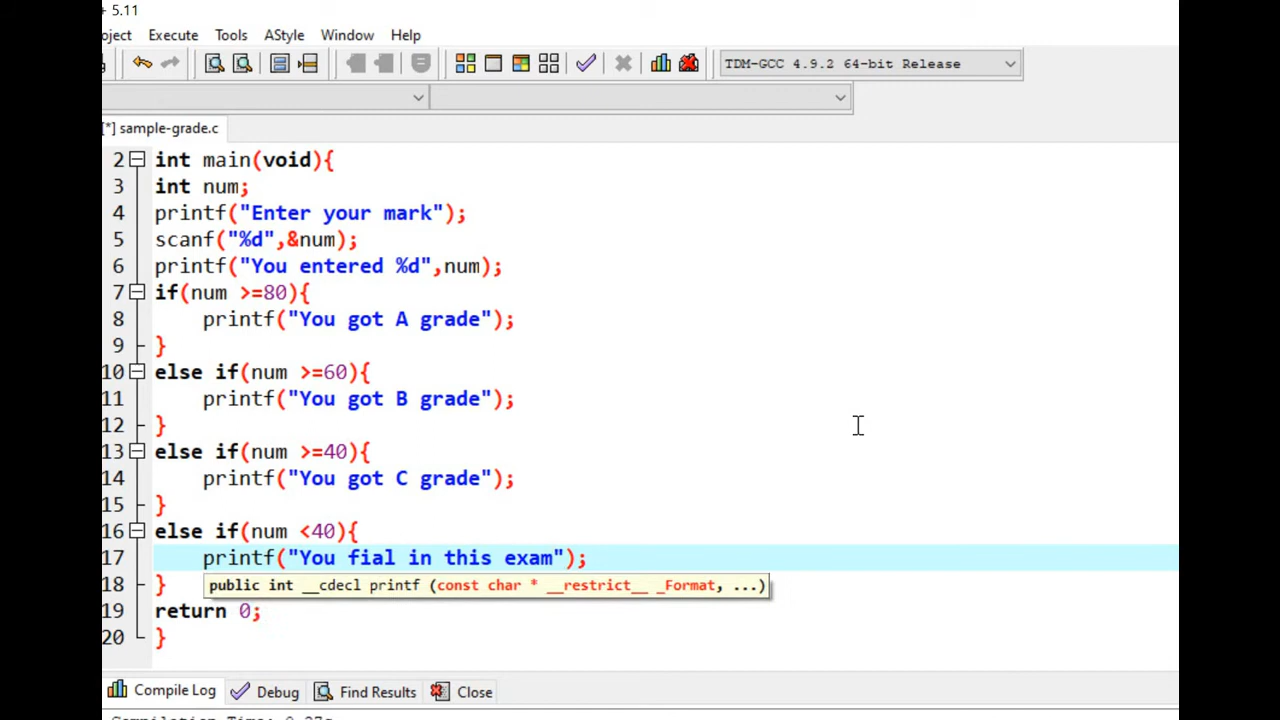 + 5.11
oject Execute Tools AStyle Window Help
TDM-GCC 4.9.2 64-bit Release
[*] sample-grade.c
2 int main(void){
3 int num;
4 printf("Enter your mark");
5 scanf("%d",&num);
6 printf("You entered %d",num);
7 if(num >=80){
8 printf("You got A grade");
9 }
10 else if(num >=60){
11 printf("You got B grade");
12 }
13 else if(num >=40){
14 printf("You got C grade");
15 }
16 else if(num <40){
17 printf("You fial in this exam");
18 } public int __cdecl printf (const char * __restrict__ _Format, ...)
19 return 0;
20 }
Compile Log Debug Find Results Close